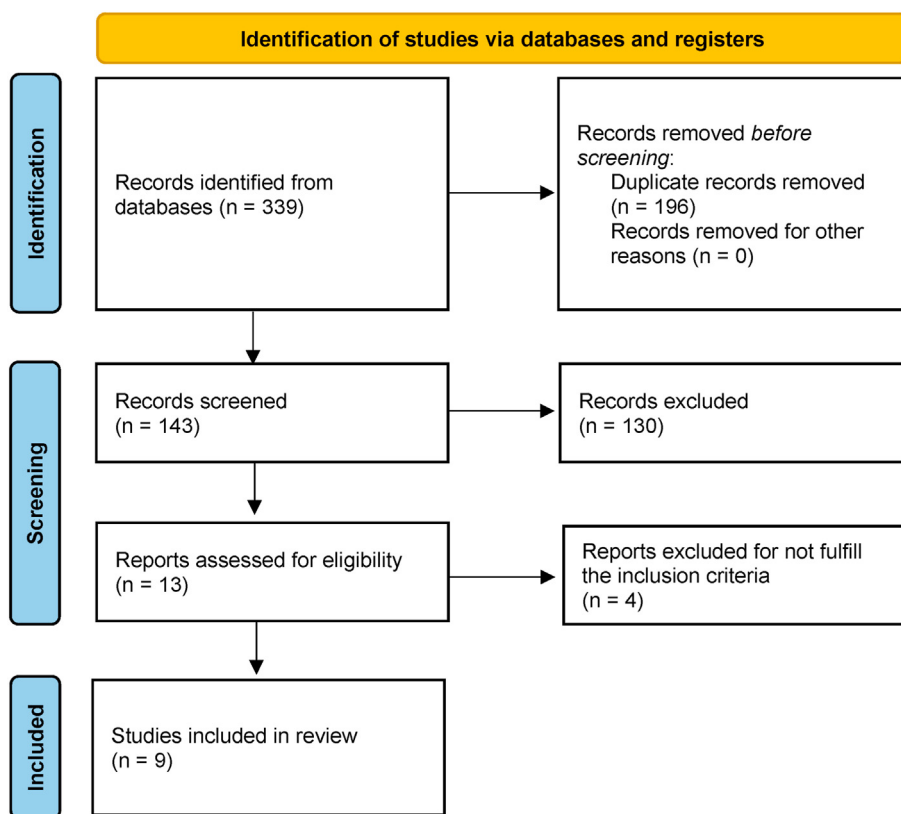 Identification of studies via databases and registers
Identification
Records identified from
databases (n = 339)
Records removed before
screening:
Duplicate records removed
(n = 196)
Records removed for other
reasons (n = 0)
Screening
Records screened
(n = 143)
Records excluded
(n = 130)
Reports assessed for eligibility
(n = 13)
Reports excluded for not fulfill
the inclusion criteria
(n = 4)
Included
Studies included in review
(n = 9)